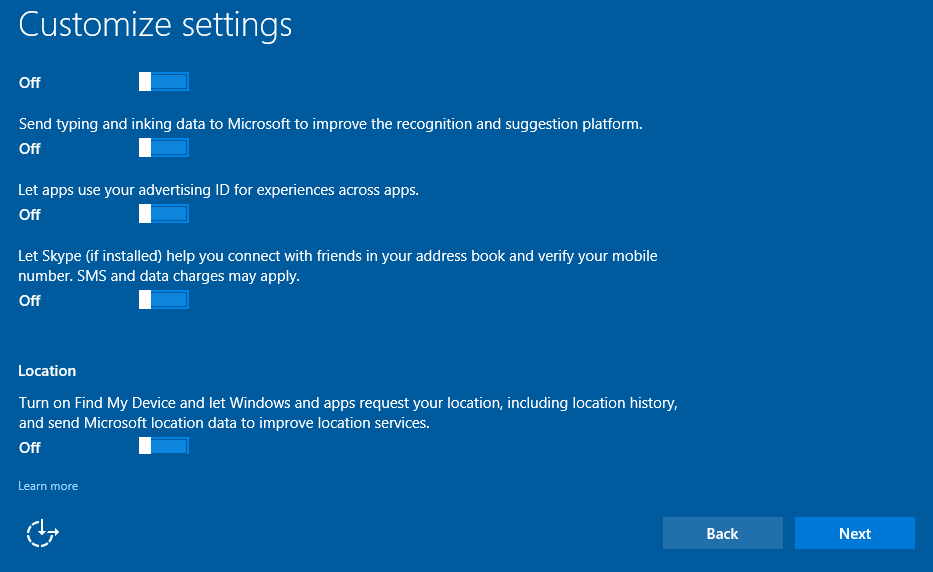 Customize settings
Off
Send typing and inking data to Microsoft to improve the recognition and suggestion platform.
Off
Let apps use your advertising ID for experiences across apps.
Off
Let Skype (if installed) help you connect with friends in your address book and verify your mobile
number. SMS and data charges may apply.
Off
Location
Turn on Find My Device and let Windows and apps request your location, including location history,
and send Microsoft location data to improve location services.
Off
Learn more
Back
Next